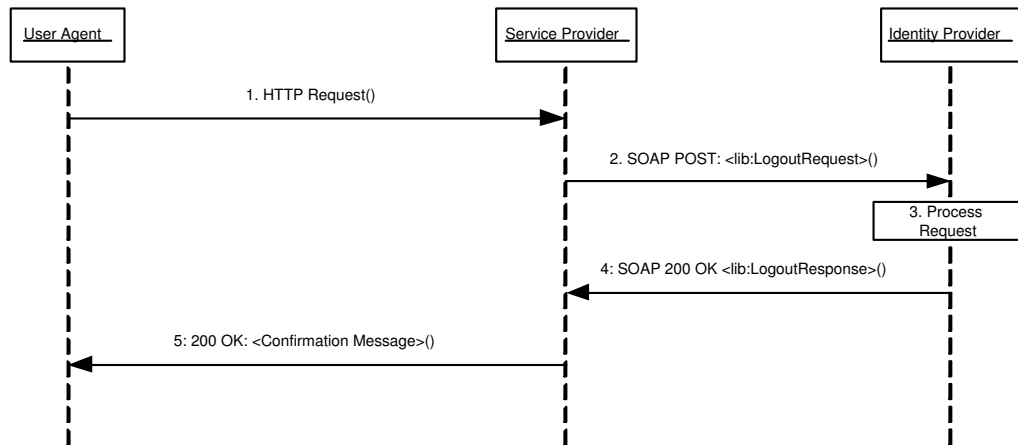 User Agent
Service Provider
Identity Provider
1. HTTP Request()
2. SOAP POST: <lib:LogoutRequest>()
3. Process
Request
4: SOAP 200 OK <lib:LogoutResponse>()
5: 200 OK: <Confirmation Message>()